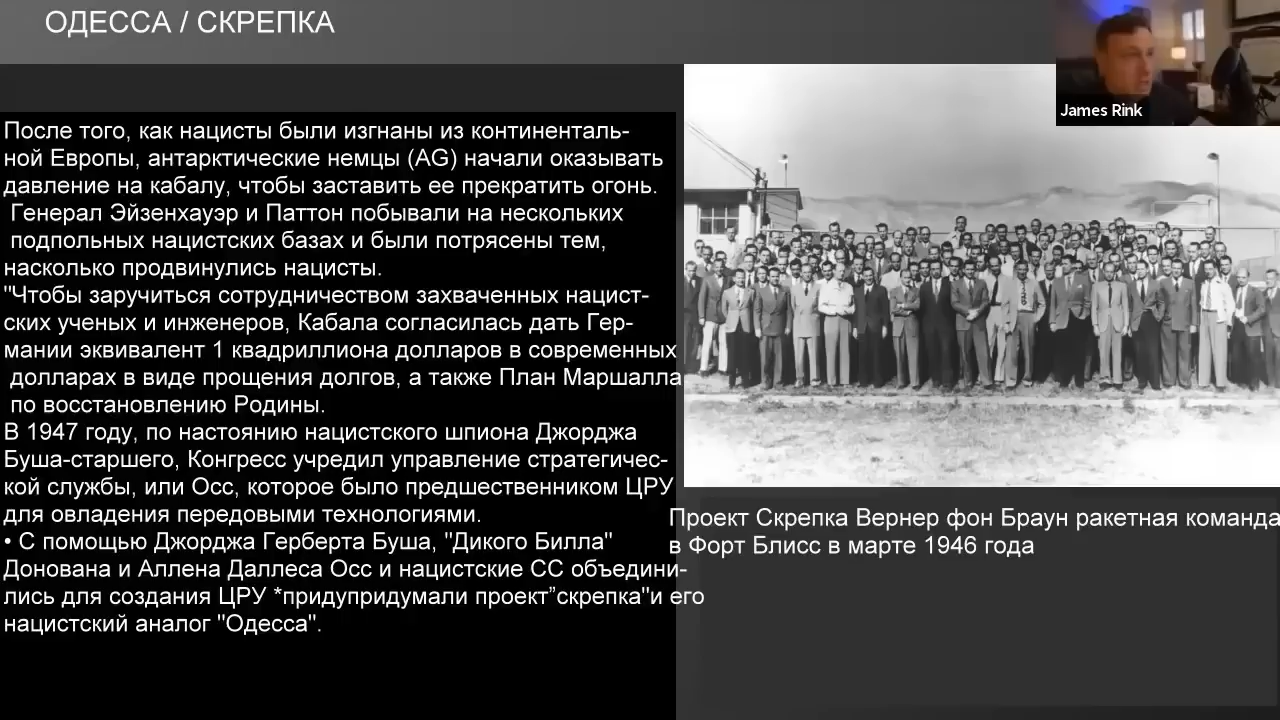 ОДЕССА / СКРЕПКА
James Rink
После того, как нацисты были изгнаны из континенталь-
ной Европы, антарктические немцы (AG) начали оказывать
давление на кабалу, чтобы заставить ее прекратить огонь.
Генерал Эйзенхауэр и Паттон побывали на нескольких
подпольных нацистских базах и были потрясены тем,
насколько продвинулись нацисты.
"Чтобы заручиться сотрудничеством захваченных нацист-
ских ученых и инженеров, Кабала согласилась дать Гер-
мании эквивалент 1 квадриллиона долларов в современных
долларах в виде прощения долгов, а также План Маршалла
по восстановлению Родины.
В 1947 году, по настоянию нацистского шпиона Джорджа
Буша-старшего, Конгресс учредил управление стратегичес-
кой службы, или Осс, которое было предшественником ЦРУ
для овладения передовыми технологиями.
• С помощью Джорджа Герберта Буша, "Дикого Билла"
Донована и Аллена Даллеса Осс и нацистские СС объедини-
лись для создания ЦРУ *придупридумали проект”скрепка"и его
нацистский аналог "Одесса".
Проект Скрепка Вернер фон Браун ракетная команда
в Форт Блисс в марте 1946 года